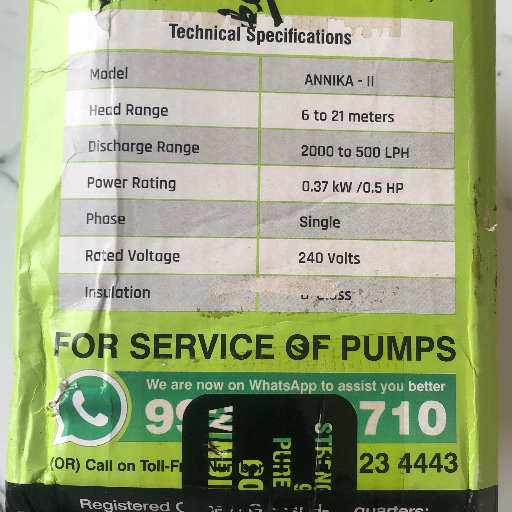 Technical Specifications
Model ANNIKA - II
Head Range 6 to 21 meters
Discharge Range 2000 to 500 LPH
Power Rating 0.37 kW /0.5 HP
Phase Single
Rated Voltage 240 Volts
Insulation
FOR SERVICE OF PUMPS
We are now on WhatsApp to assist you better
710
(OR) Call on Toll- 23 4443
Registered